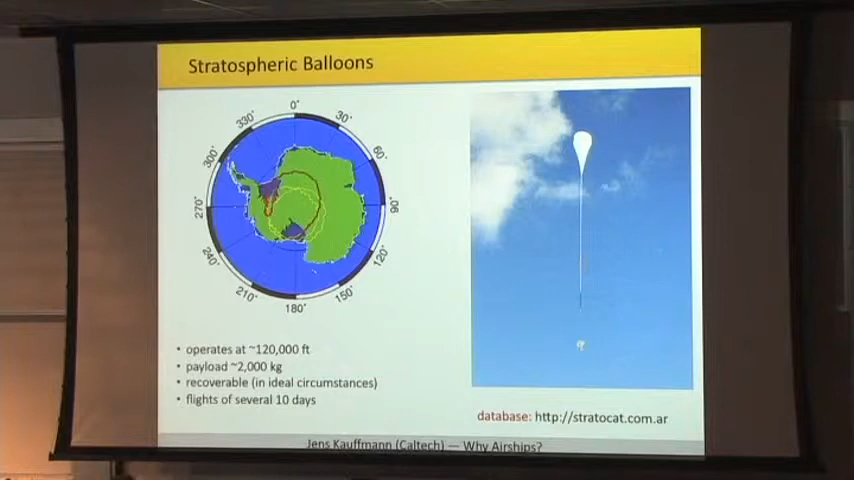 Stratospheric Balloons
0°
30°
60°
90°
120°
150°
180°
210°
240°
270°
300°
330°
• operates at ~120,000 ft
• payload ~2,000 kg
• recoverable (in ideal circumstances)
• flights of several 10 days
database: http://stratocat.com.ar
Jens Kauffmann (Caltech) — Why Airships?